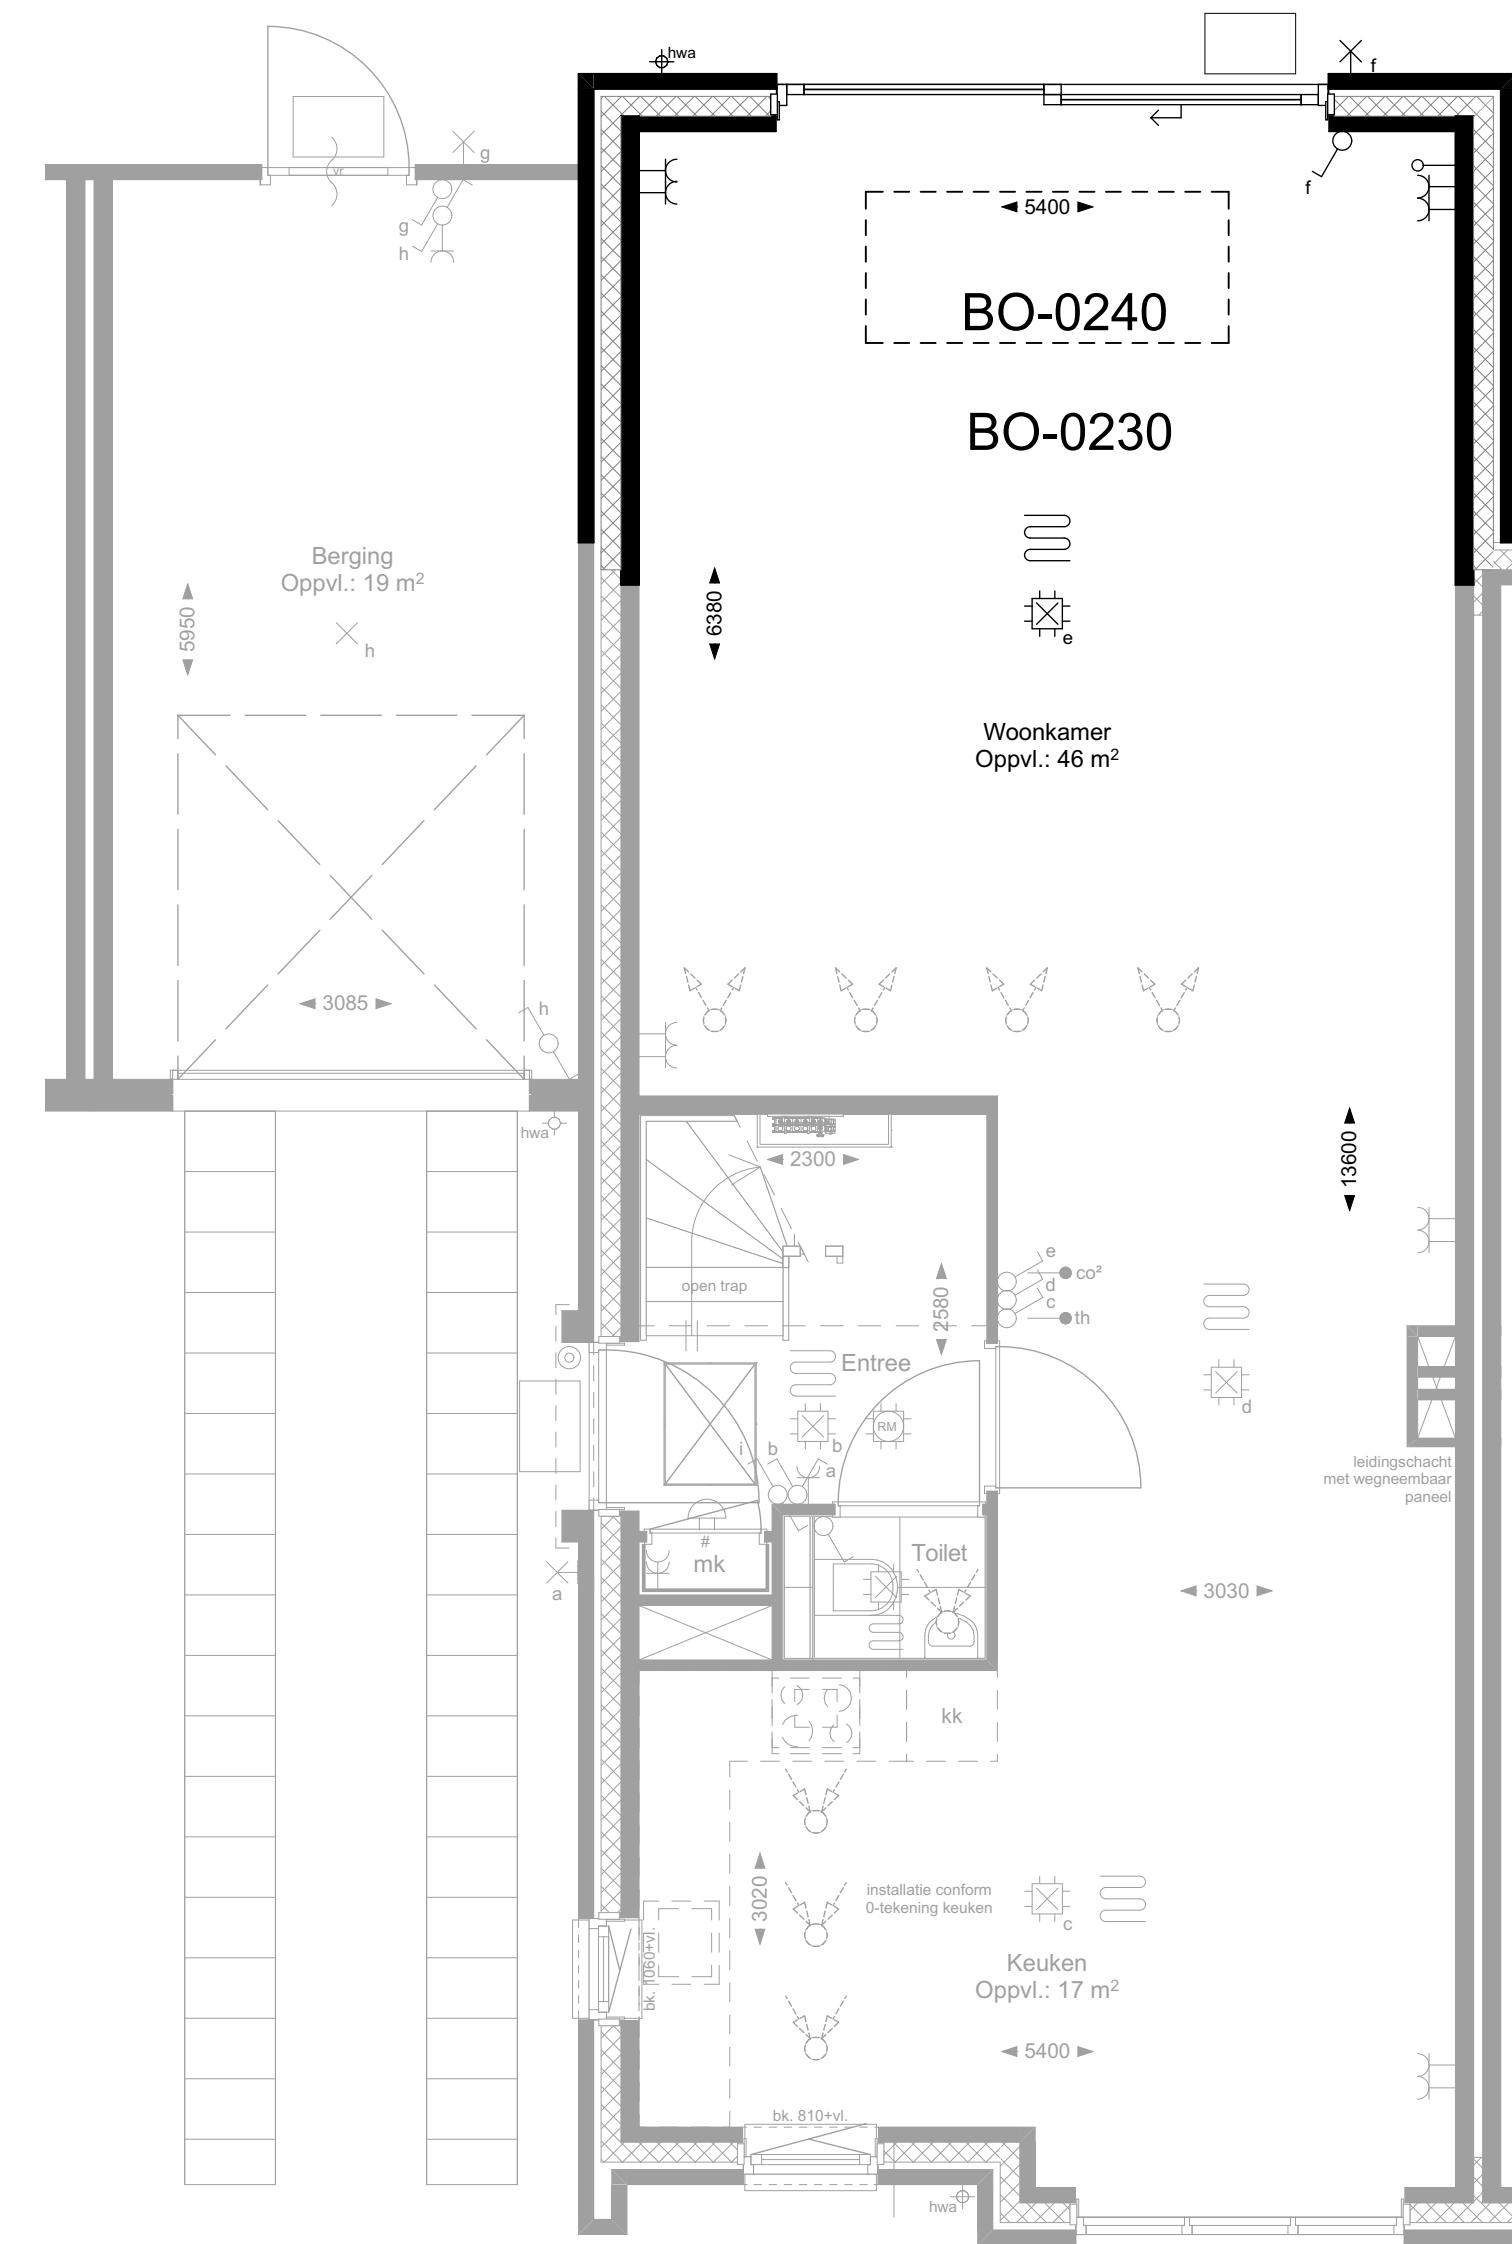 hwa
f
g
vr
g
h
f
5400
BO-0240
BO-0230
Berging
Oppvl.: 19 m²
5950
h
6380
e
Woonkamer
Oppvl.: 46 m²
3085
h
hwa
2300
13600
open trap
2580
e
co²
d
c
th
Entree
d
RM
i
b
b
a
leidingschacht
met wegneembaar
paneel
#
mk
Toilet
a
3030
kk
3020
installatie conform
0-tekening keuken
c
bk. 1060+vl.
Keuken
Oppvl.: 17 m²
5400
bk. 810+vl.
hwa